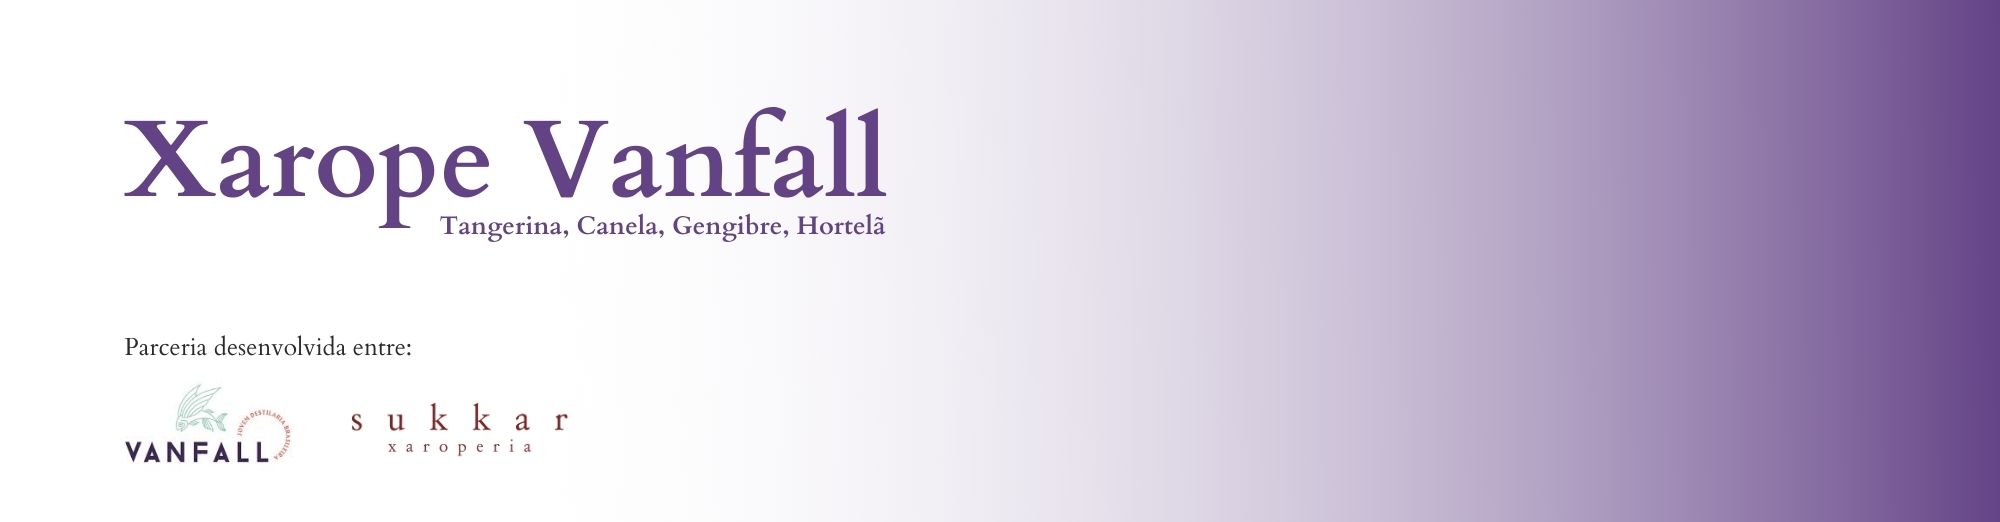 Xarope Vanfall
Tangerina, Canela, Gengibre, Hortelã
Parceria desenvolvida entre:
JOVEM DESTILARIA BRASILEIRA
VANFALL
sukkar
xaroperia